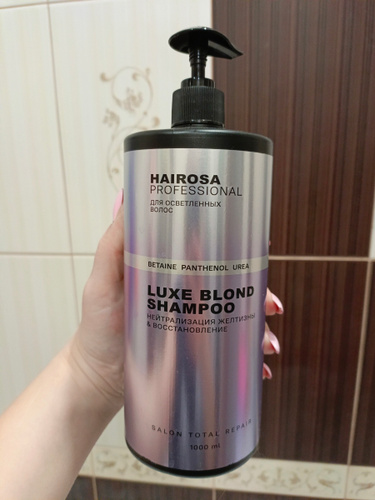 HAIROSA
PROFESSIONAL
ДЛЯ ОСВЕТЛЕННЫХ
ВОЛОС
BETAINE PANTHENOL UREA
LUXE BLOND
SHAMPOO
НЕЙТРАЛИЗАЦИЯ ЖЕЛТИЗНЫ
& ВОССТАНОВЛЕНИЕ
SALON TOTAL REPAIR
1000 ml